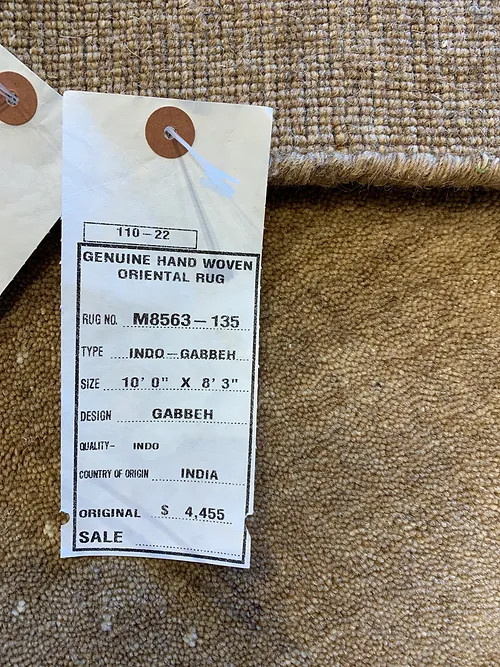 110-22
GENUINE HAND WOVEN
ORIENTAL RUG
RUG NO. M8563-135
TYPE INDO-GABBEH
SIZE 10' 0" X 8' 3"
DESIGN GABBEH
QUALITY- INDO
COUNTRY OF ORIGIN INDIA
ORIGINAL $ 4,455
SALE